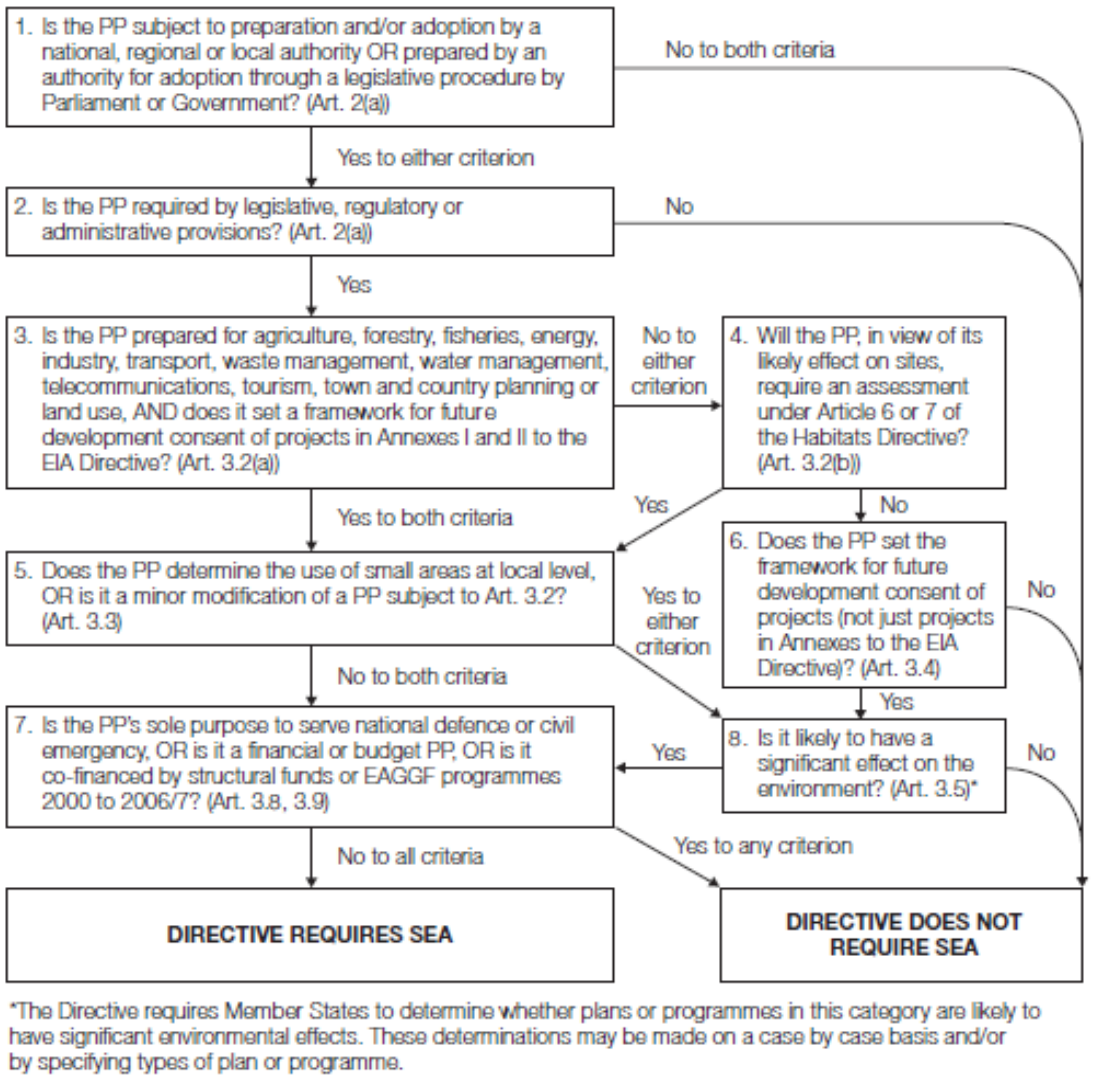 1. Is the PP subject to preparation and/or adoption by a
national, regional or local authority OR prepared by an
authority for adoption through a legislative procedure by
Parliament or Government? (Art. 2(a))
No to both criteria
Yes to either criterion
2. Is the PP required by legislative, regulatory or
administrative provisions? (Art. 2(a))
No
Yes
3. Is the PP prepared for agriculture, forestry, fisheries, energy,
industry, transport, waste management, water management,
telecommunications, tourism, town and country planning or
land use, AND does it set a framework for future
development consent of projects in Annexes I and II to the
EIA Directive? (Art. 3.2(a))
No to
either
criterion
4. Will the PP, in view of its
likely effect on sites,
require an assessment
under Article 6 or 7 of
the Habitats Directive?
(Art. 3.2(b))
Yes to both criteria
Yes
No
5. Does the PP determine the use of small areas at local level,
OR is it a minor modification of a PP subject to Art. 3.2?
(Art. 3.3)
Yes to
either
criterion
6. Does the PP set the
framework for future
development consent of
projects (not just projects
in Annexes to the EIA
Directive)? (Art. 3.4)
No
No to both criteria
Yes
7. Is the PP's sole purpose to serve national defence or civil
emergency, OR is it a financial or budget PP, OR is it
co-financed by structural funds or EAGGF programmes
2000 to 2006/7? (Art. 3.8, 3.9)
Yes
8. Is it likely to have a
significant effect on the
environment? (Art. 3.5)*
No
No to all criteria
Yes to any criterion
DIRECTIVE REQUIRES SEA
DIRECTIVE DOES NOT
REQUIRE SEA
*The Directive requires Member States to determine whether plans or programmes in this category are likely to
have significant environmental effects. These determinations may be made on a case by case basis and/or
by specifying types of plan or programme.